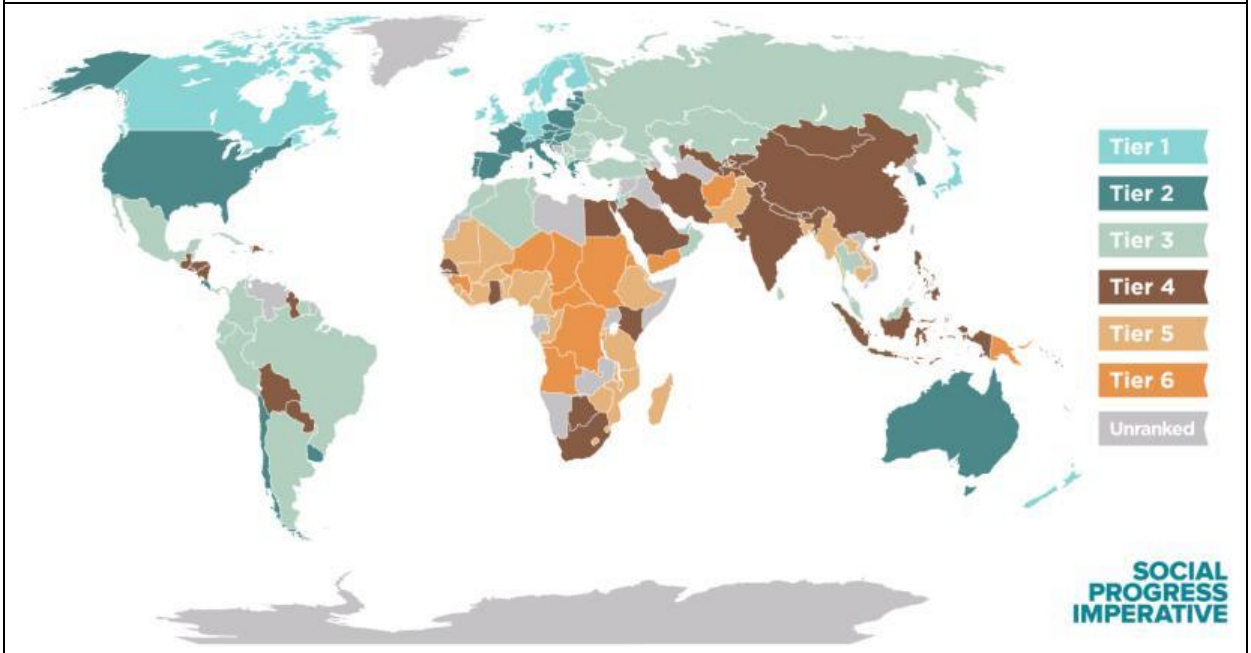 Tier 1
Tier 2
Tier 3
Tier 4
Tier 5
Tier 6
Unranked
SOCIAL
PROGRESS
IMPERATIVE